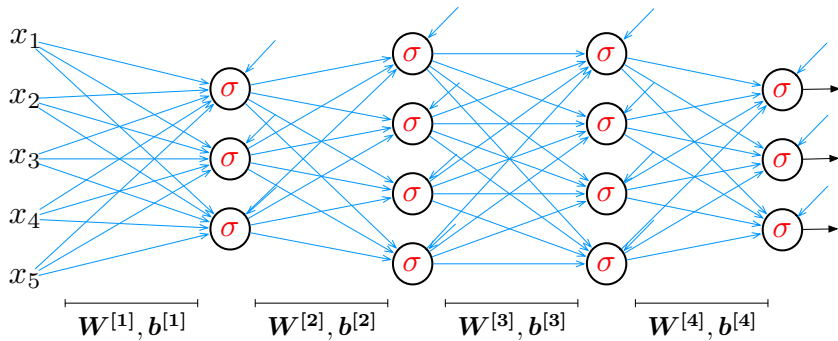 x₁
x₂
x₃
x₄
x₅
σ
σ
σ
σ
σ
σ
σ
σ
σ
σ
σ
σ
σ
σ
W^[1], b^[1]
W^[2], b^[2]
W^[3], b^[3]
W^[4], b^[4]